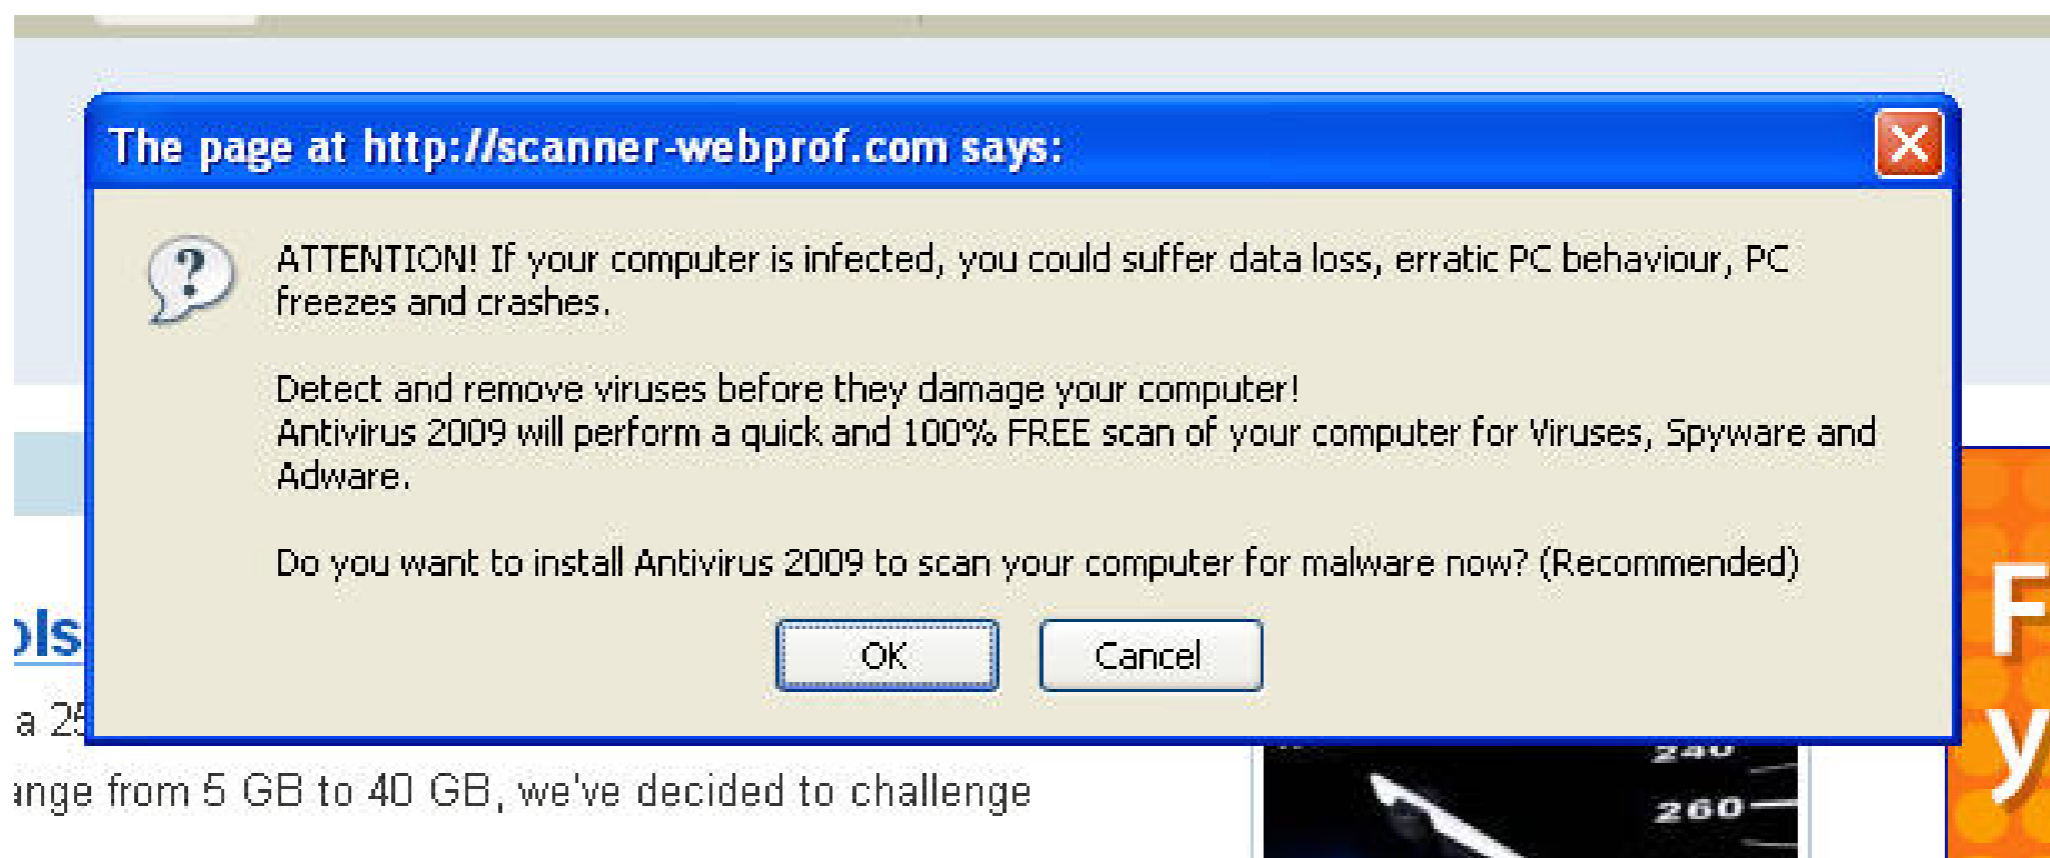 The page at http://scanner-webprof.com says:
?
ATTENTION! If your computer is infected, you could suffer data loss, erratic PC behaviour, PC
freezes and crashes.
Detect and remove viruses before they damage your computer!
Antivirus 2009 will perform a quick and 100% FREE scan of your computer for Viruses, Spyware and
Adware.
Do you want to install Antivirus 2009 to scan your computer for malware now? (Recommended)
OK Cancel
ols
F
a 25
y
240
ange from 5 GB to 40 GB, we've decided to challenge
260